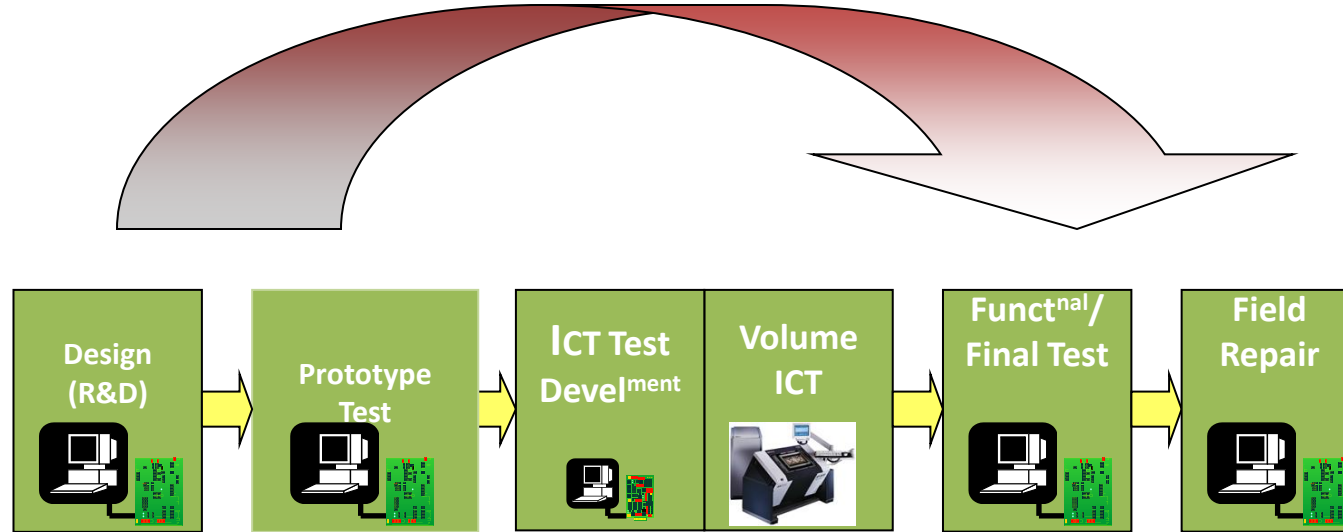 Design
(R&D)
Prototype
Test
ICT Test
Develment
Volume
ICT
Functnal/
Final Test
Field
Repair